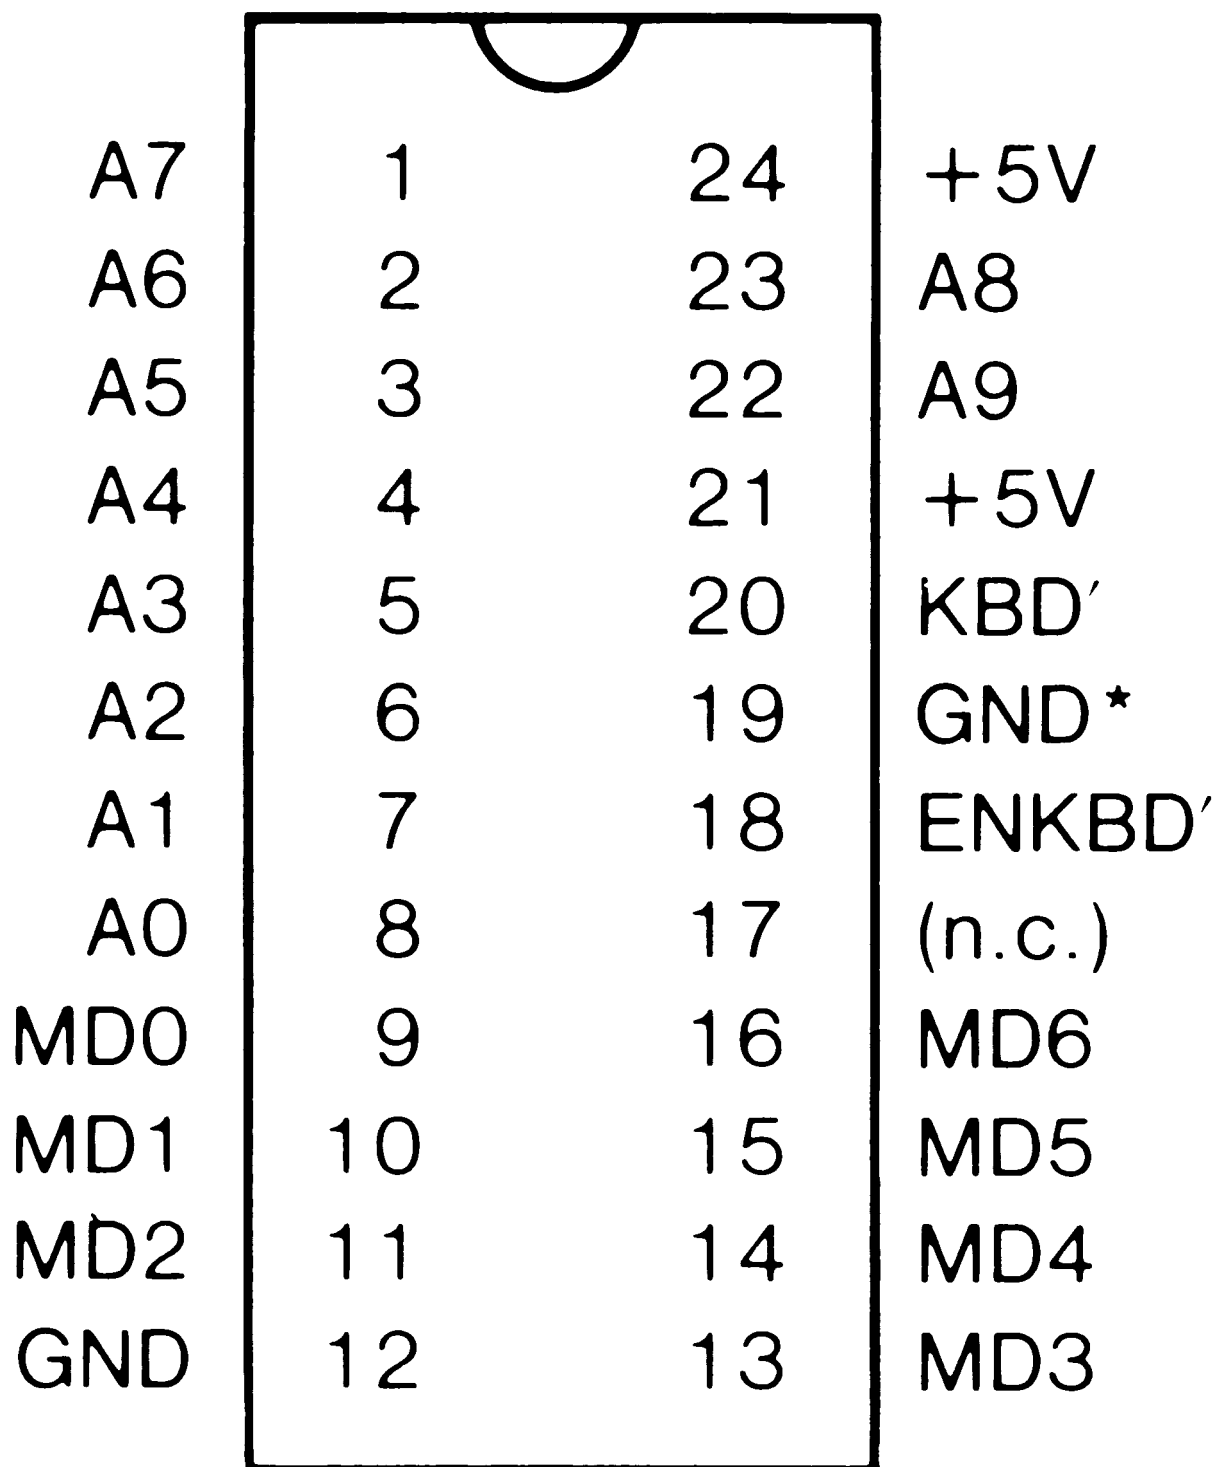 A7 1 24 +5V
A6 2 23 A8
A5 3 22 A9
A4 4 21 +5V
A3 5 20 KBD′
A2 6 19 GND*
A1 7 18 ENKBD′
A0 8 17 (n.c.)
MD0 9 16 MD6
MD1 10 15 MD5
MD2 11 14 MD4
GND 12 13 MD3